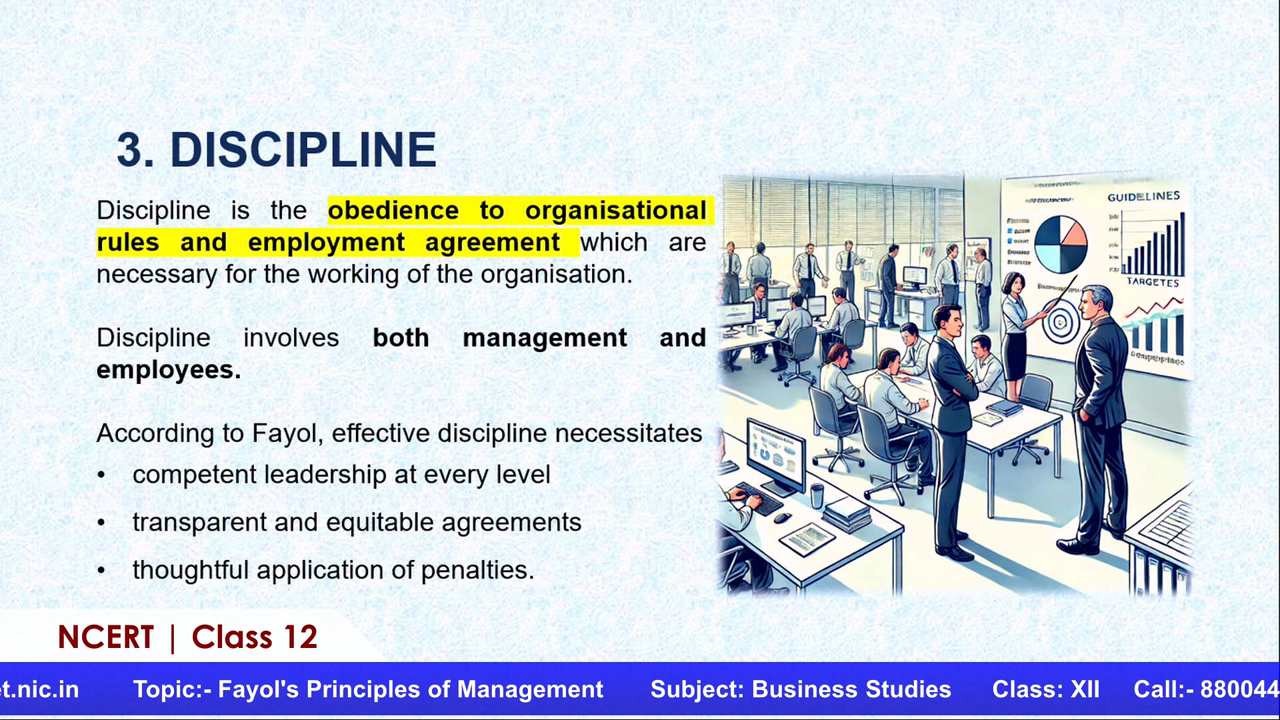 3. DISCIPLINE
Discipline is the obedience to organisational
rules and employment agreement which are
necessary for the working of the organisation.
Discipline involves both management and
employees.
According to Fayol, effective discipline necessitates
• competent leadership at every level
• transparent and equitable agreements
• thoughtful application of penalties.
GUIDELINES
TARGETES
NCERT | Class 12
et.nic.in Topic:- Fayol's Principles of Management Subject: Business Studies Class: XII Call:- 880044